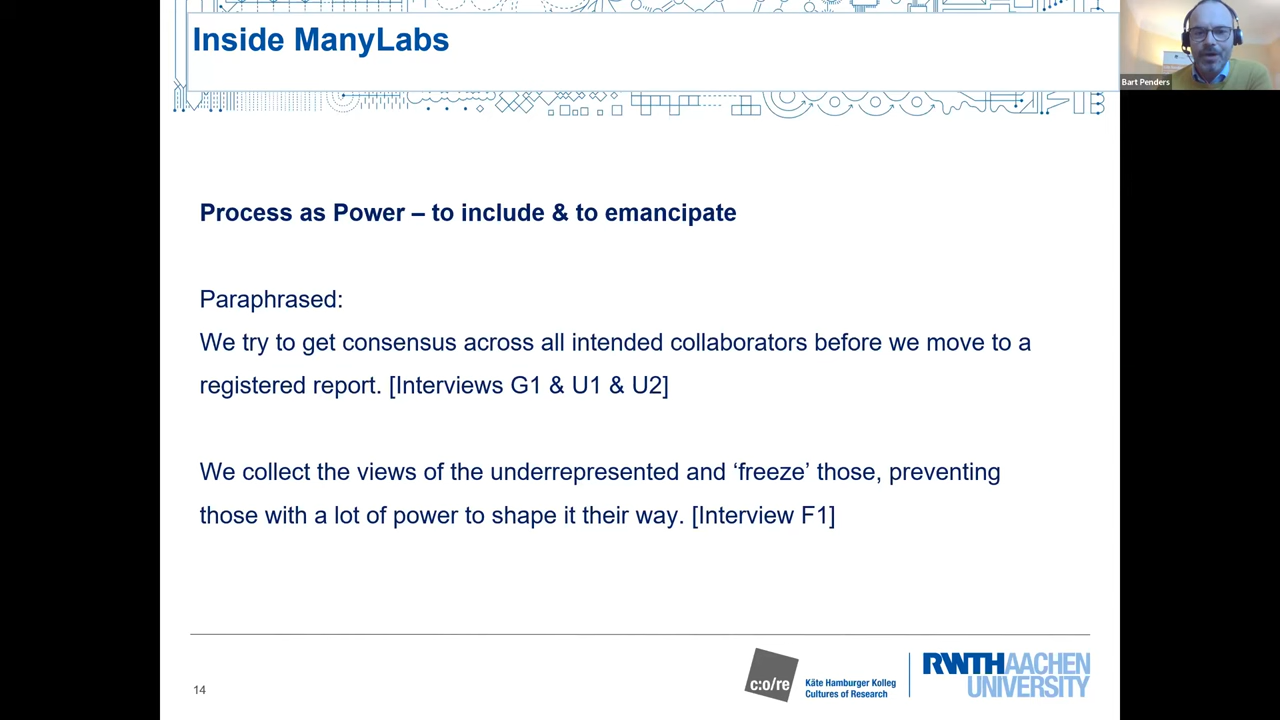 Inside ManyLabs
Bart Penders
Process as Power – to include & to emancipate
Paraphrased:
We try to get consensus across all intended collaborators before we move to a
registered report. [Interviews G1 & U1 & U2]
We collect the views of the underrepresented and ‘freeze’ those, preventing
those with a lot of power to shape it their way. [Interview F1]
14
c:o/re
Käte Hamburger Kolleg
Cultures of Research
RWTHAACHEN
UNIVERSITY